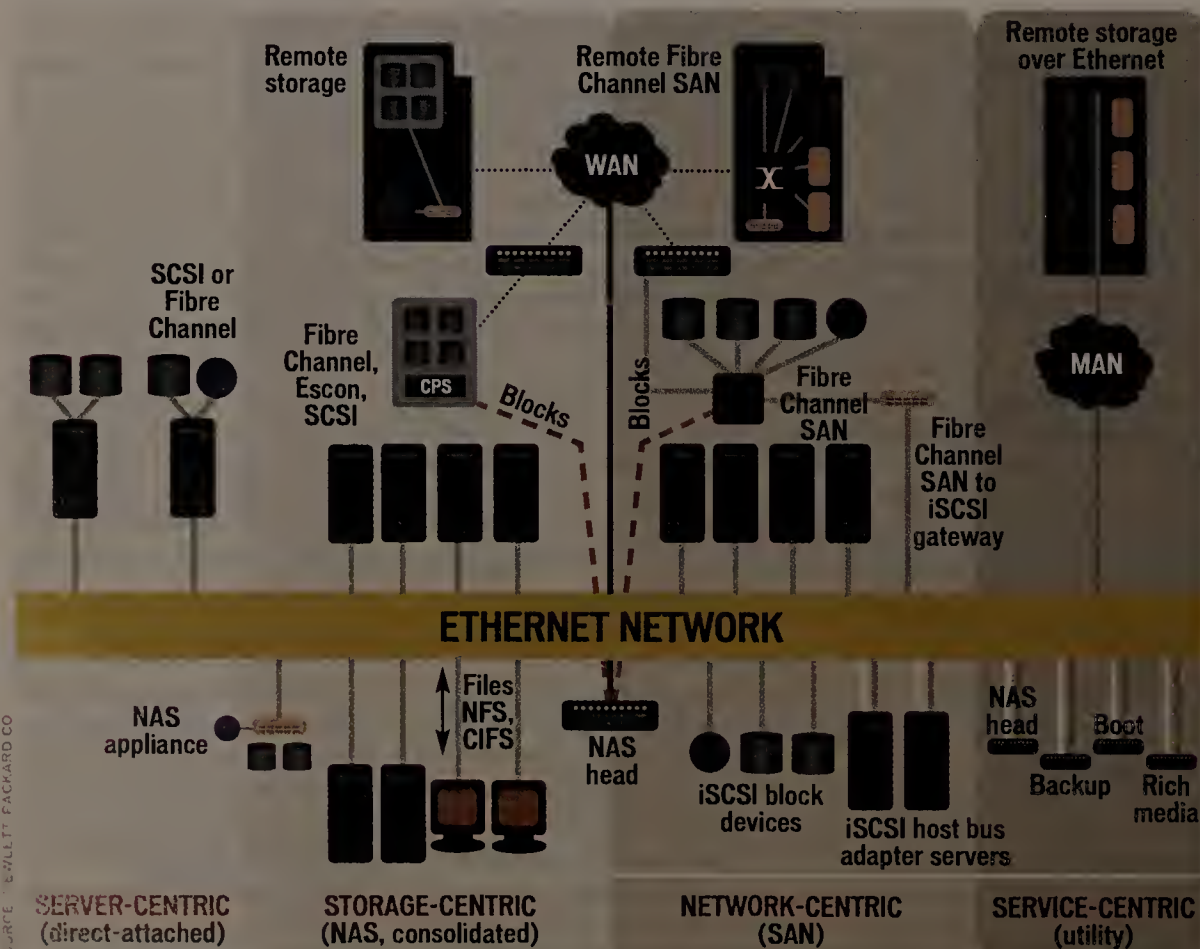 Remote
storage
Remote Fibre
Channel SAN
Remote storage
over Ethernet
WAN
SCSI or
Fibre
Channel
Fibre
Channel,
Escon,
SCSI
CPS
Blocks
Blocks
Fibre
Channel
SAN
MAN
Fibre
Channel
SAN to
iSCSI
gateway
ETHERNET NETWORK
NAS
appliance
Files
NFS,
CIFS
NAS
head
iSCSI block
devices
iSCSI host bus
adapter servers
NAS
head
Boot
Backup
Rich
media
SERVER-CENTRIC
(direct-attached)
STORAGE-CENTRIC
(NAS, consolidated)
NETWORK-CENTRIC
(SAN)
SERVICE-CENTRIC
(utility)
PACKARD CO